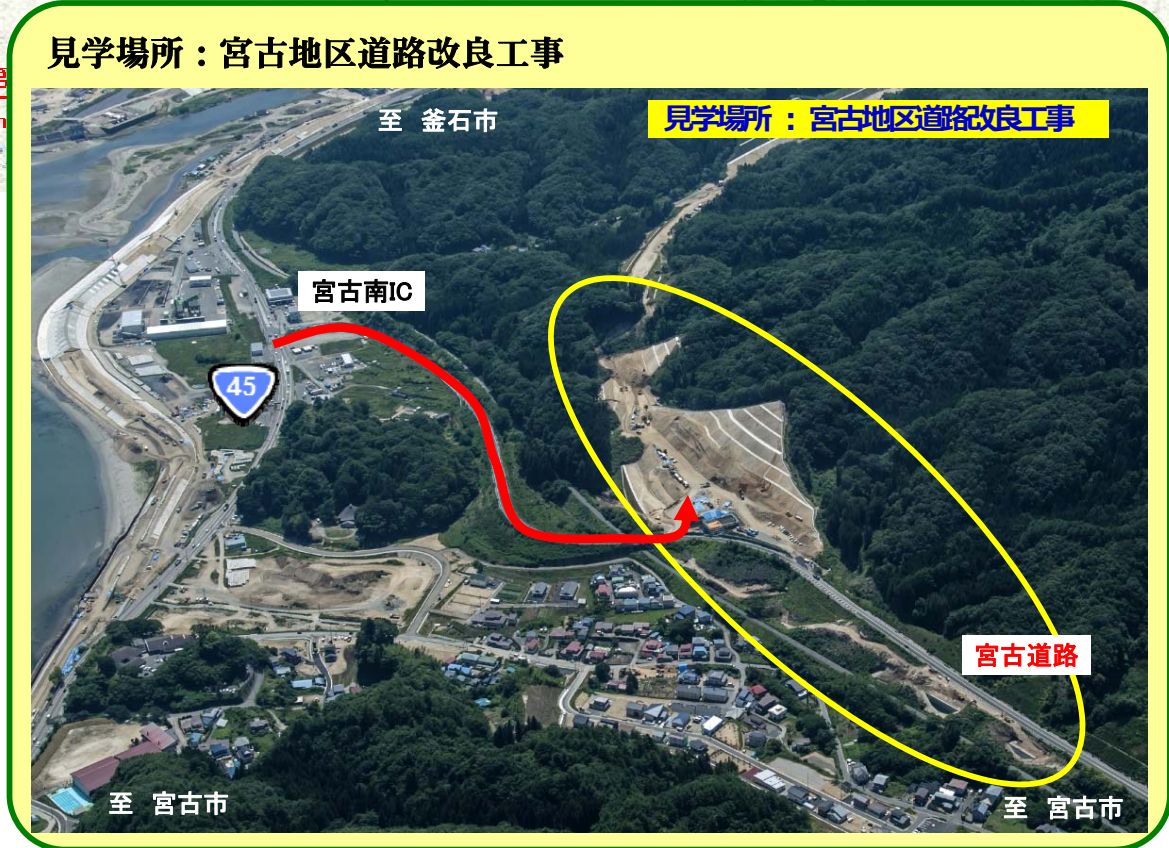 見学場所：宮古地区道路改良工事
至 釜石市
見学場所 ： 宮古地区道路改良工事
宮古南IC
45
宮古道路
至 宮古市
至 宮古市